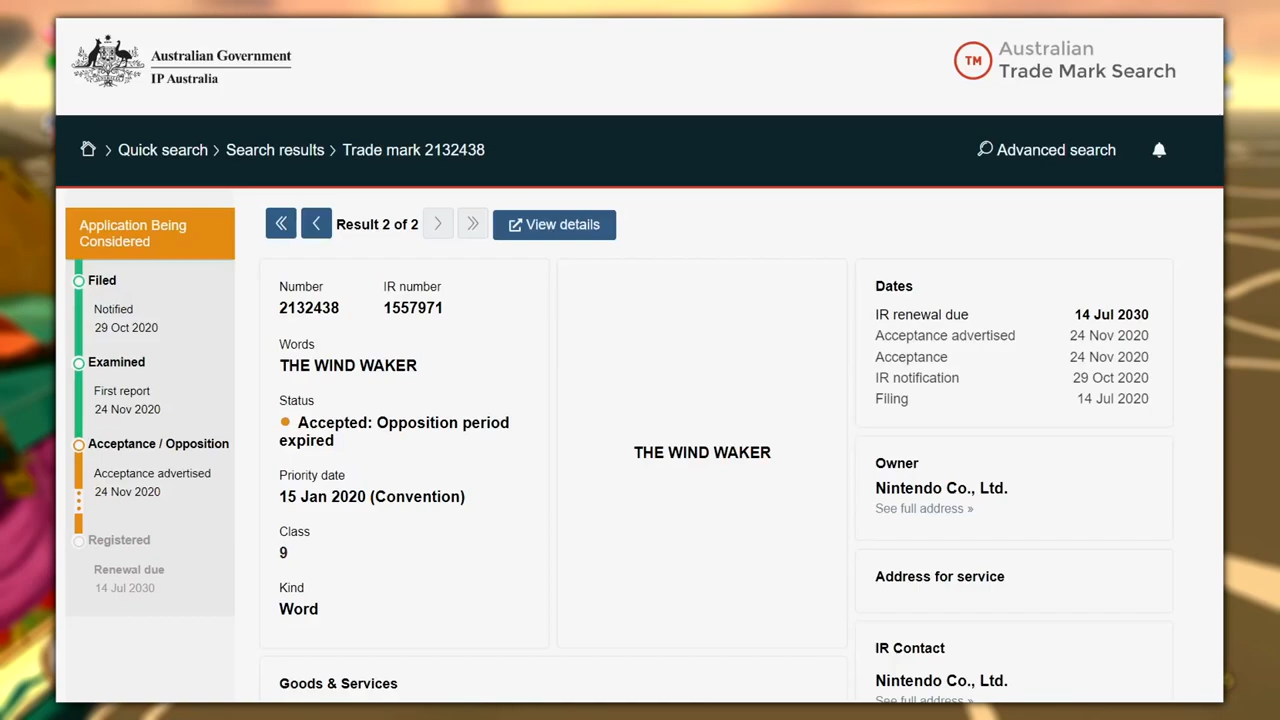 Australian Government
IP Australia
TM
Australian
Trade Mark Search
Quick search
Search results
Trade mark 2132438
Advanced search
Application Being
Considered
Filed
Notified
29 Oct 2020
Examined
First report
24 Nov 2020
Acceptance / Opposition
Acceptance advertised
24 Nov 2020
Registered
Renewal due
14 Jul 2030
Result 2 of 2
View details
Number
2132438
IR number
1557971
Words
THE WIND WAKER
Status
Accepted: Opposition period
expired
Priority date
15 Jan 2020 (Convention)
Class
9
Kind
Word
THE WIND WAKER
Goods & Services
Dates
IR renewal due 14 Jul 2030
Acceptance advertised 24 Nov 2020
Acceptance 24 Nov 2020
IR notification 29 Oct 2020
Filing 14 Jul 2020
Owner
Nintendo Co., Ltd.
See full address »
Address for service
IR Contact
Nintendo Co., Ltd.
See full address »